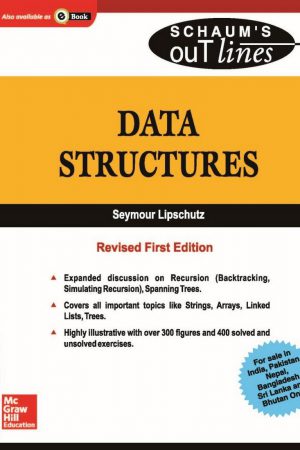 Also available as e Book
SCHAUM'S
OUTlines
DATA
STRUCTURES
Seymour Lipschutz
Revised First Edition
Expanded discussion on Recursion (Backtracking,
Simulating Recursion), Spanning Trees.
Covers all important topics like Strings, Arrays, Linked
Lists, Trees.
Highly illustrative with over 300 figures and 400 solved and
unsolved exercises.
For sale in
India, Pakistan
Nepal,
Bangladesh
Sri Lanka an
Bhutan On
Mc
Graw
Hill
Education